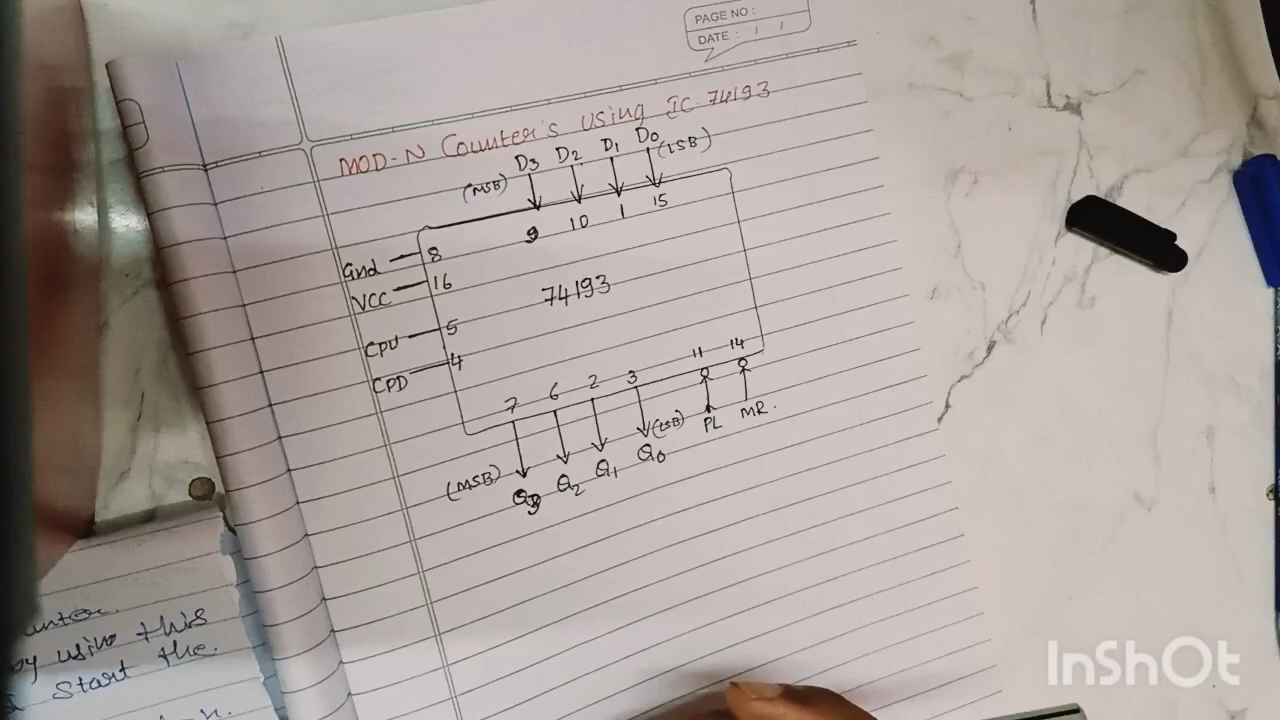 PAGE NO :
DATE : / /
MOD-N Counter's using IC 74193
(MSB) D3 D2 D1 D0 (LSB)
9 10 1 15
Gnd 8
VCC 16
74193
CPU 5
CPD 4
7 6 2 3 11 14
(MSB) Q3 Q2 Q1 Q0 (LSB) PL MR.
by using this
start the.
InShOt